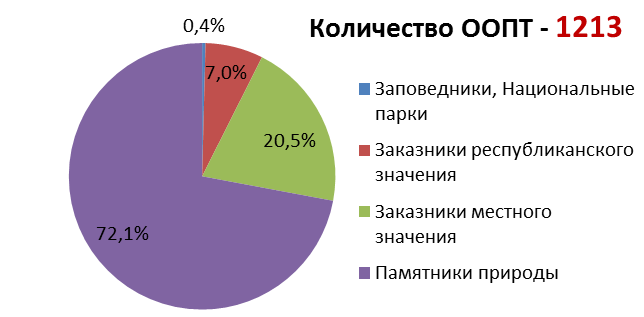 Количество ООПТ - 1213
0,4%
7,0%
20,5%
72,1%
Заповедники, Национальные
парки
Заказники республиканского
значения
Заказники местного
значения
Памятники природы